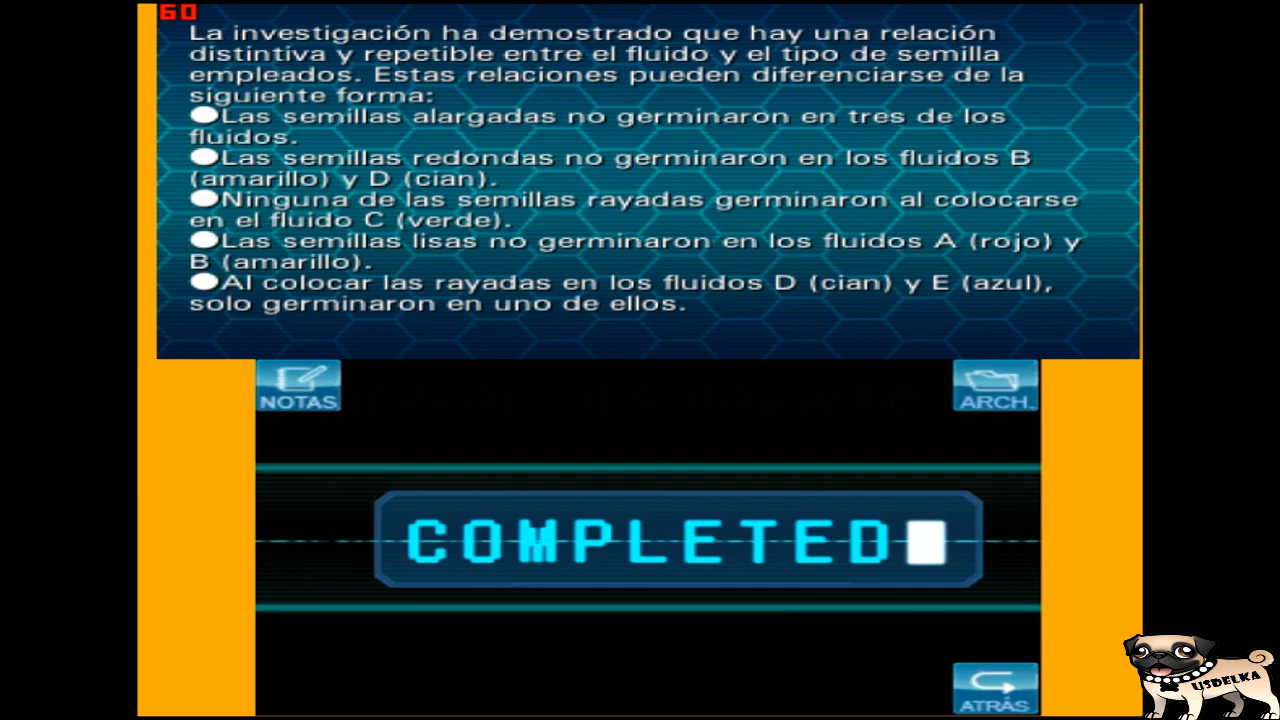 60
La investigación ha demostrado que hay una relación
distintiva y repetible entre el fluido y el tipo de semilla
empleados. Estas relaciones pueden diferenciarse de la
siguiente forma:
●Las semillas alargadas no germinaron en tres de los
fluidos.
●Las semillas redondas no germinaron en los fluidos B
(amarillo) y D (cian).
●Ninguna de las semillas rayadas germinaron al colocarse
en el fluido C (verde).
●Las semillas lisas no germinaron en los fluidos A (rojo) y
B (amarillo).
●Al colocar las rayadas en los fluidos D (cian) y E (azul),
solo germinaron en uno de ellos.
NOTAS
ARCH.
COMPLETED
ATRÁS
USDELKA